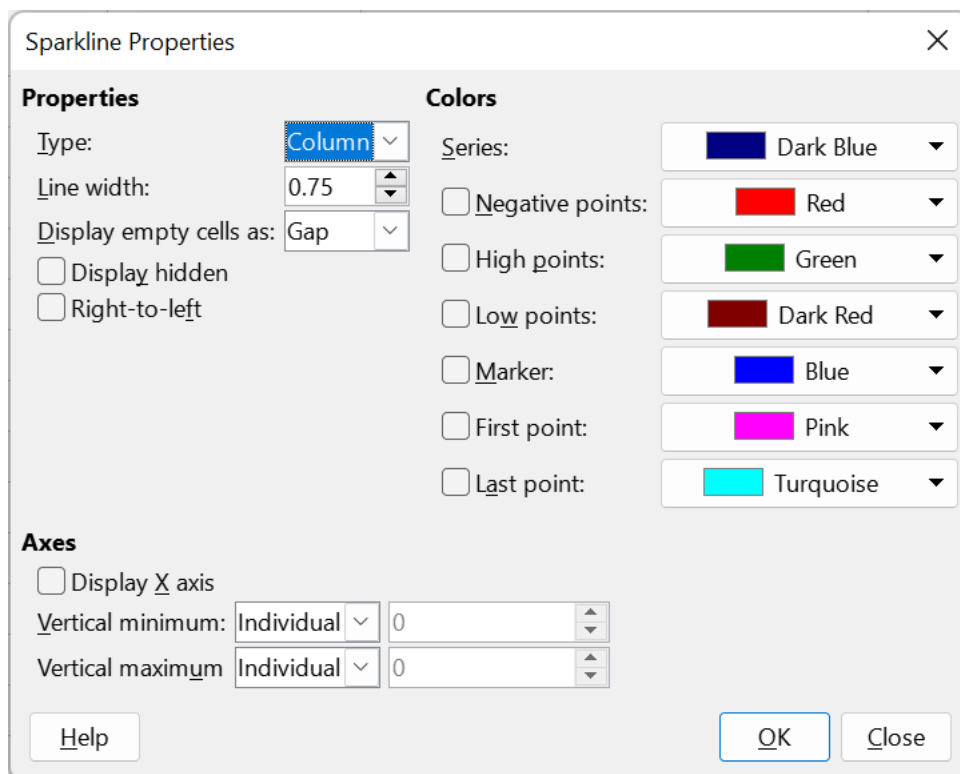 Sparkline Properties
Properties
Type: Column
Line width: 0.75
Display empty cells as: Gap
Display hidden
Right-to-left
Colors
Series: Dark Blue
Negative points: Red
High points: Green
Low points: Dark Red
Marker: Blue
First point: Pink
Last point: Turquoise
Axes
Display X axis
Vertical minimum: Individual 0
Vertical maximum Individual 0
Help OK Close